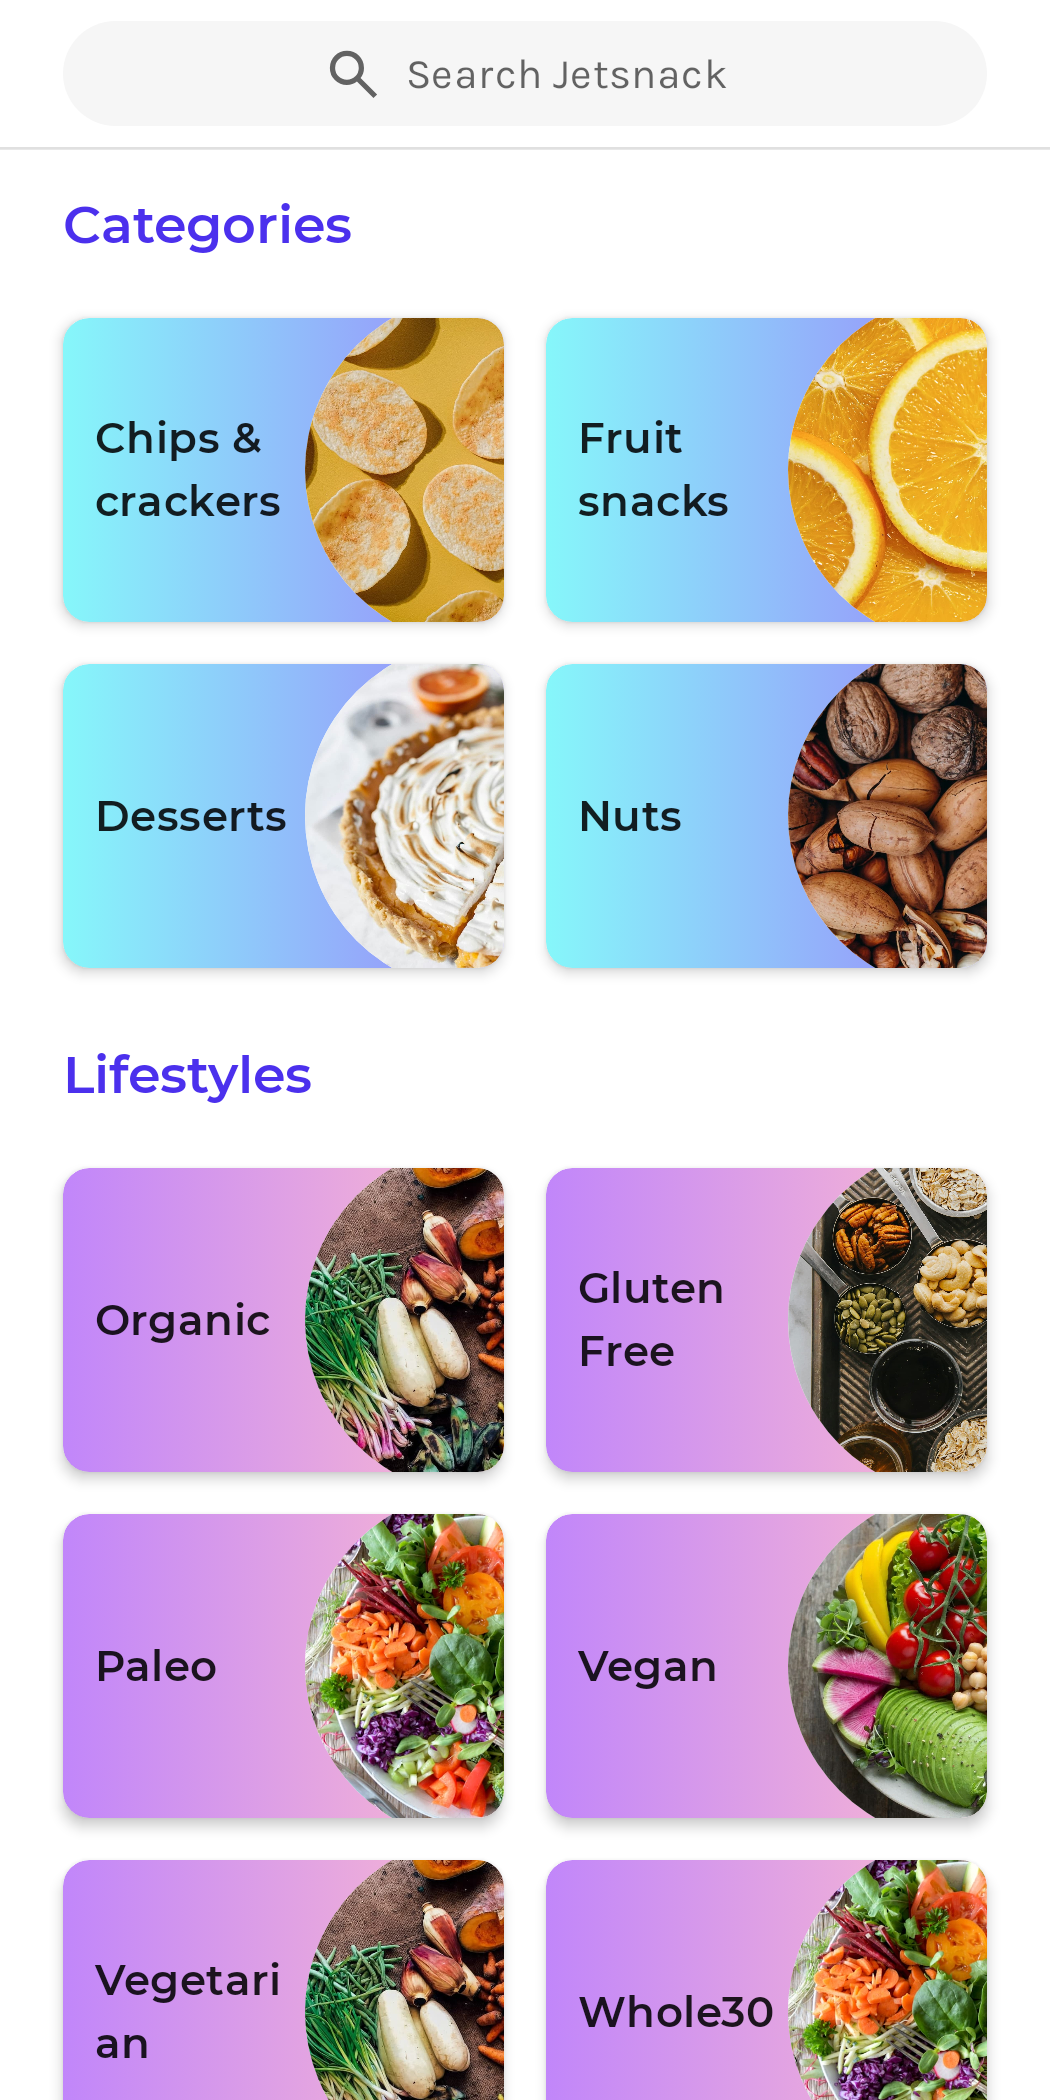 Search Jetsnack
Categories
Chips &
crackers
Fruit
snacks
Desserts
Nuts
Lifestyles
Organic
Gluten
Free
Paleo
Vegan
Vegetari
an
Whole30